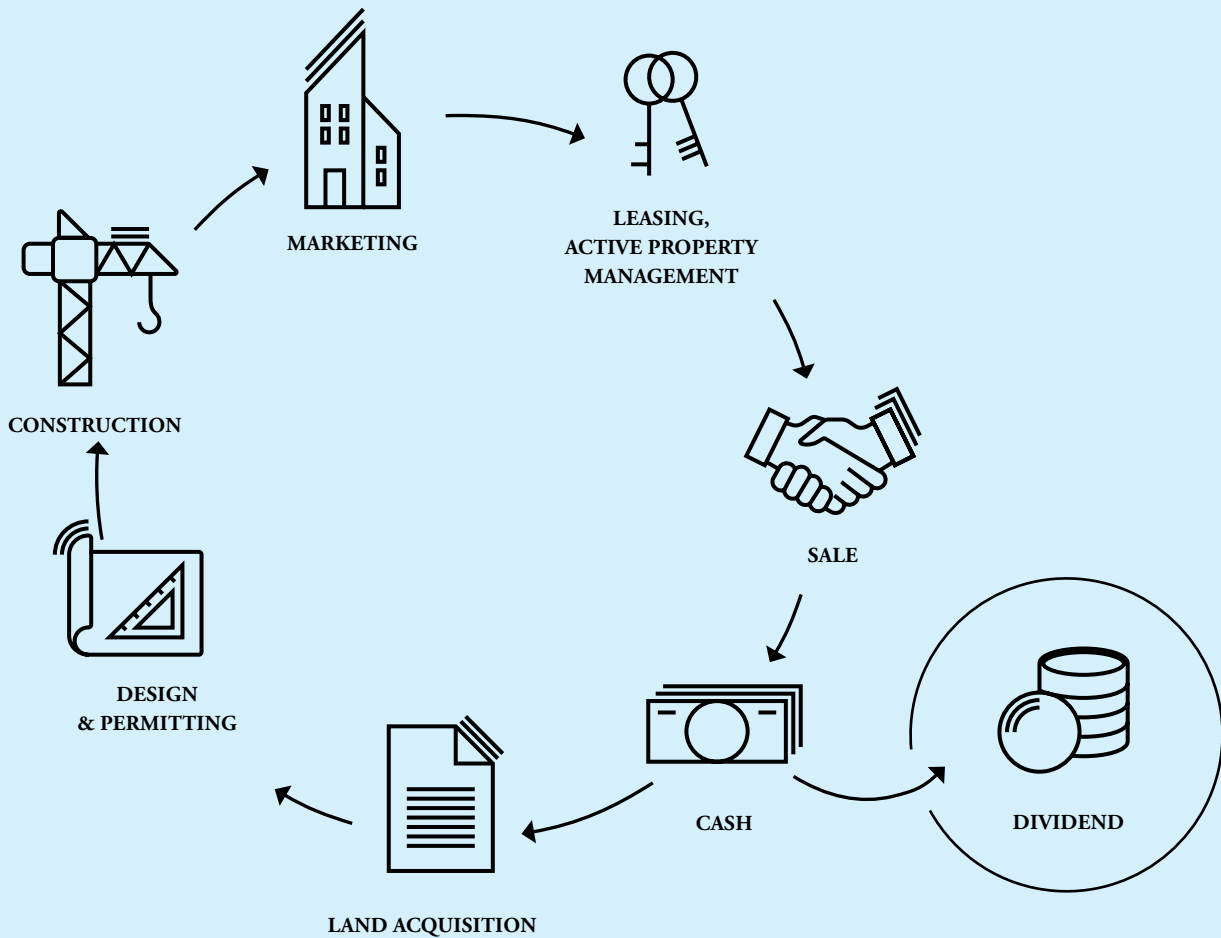 MARKETING
LEASING,
ACTIVE PROPERTY
MANAGEMENT
CONSTRUCTION
SALE
DESIGN
& PERMITTING
CASH
DIVIDEND
LAND ACQUISITION